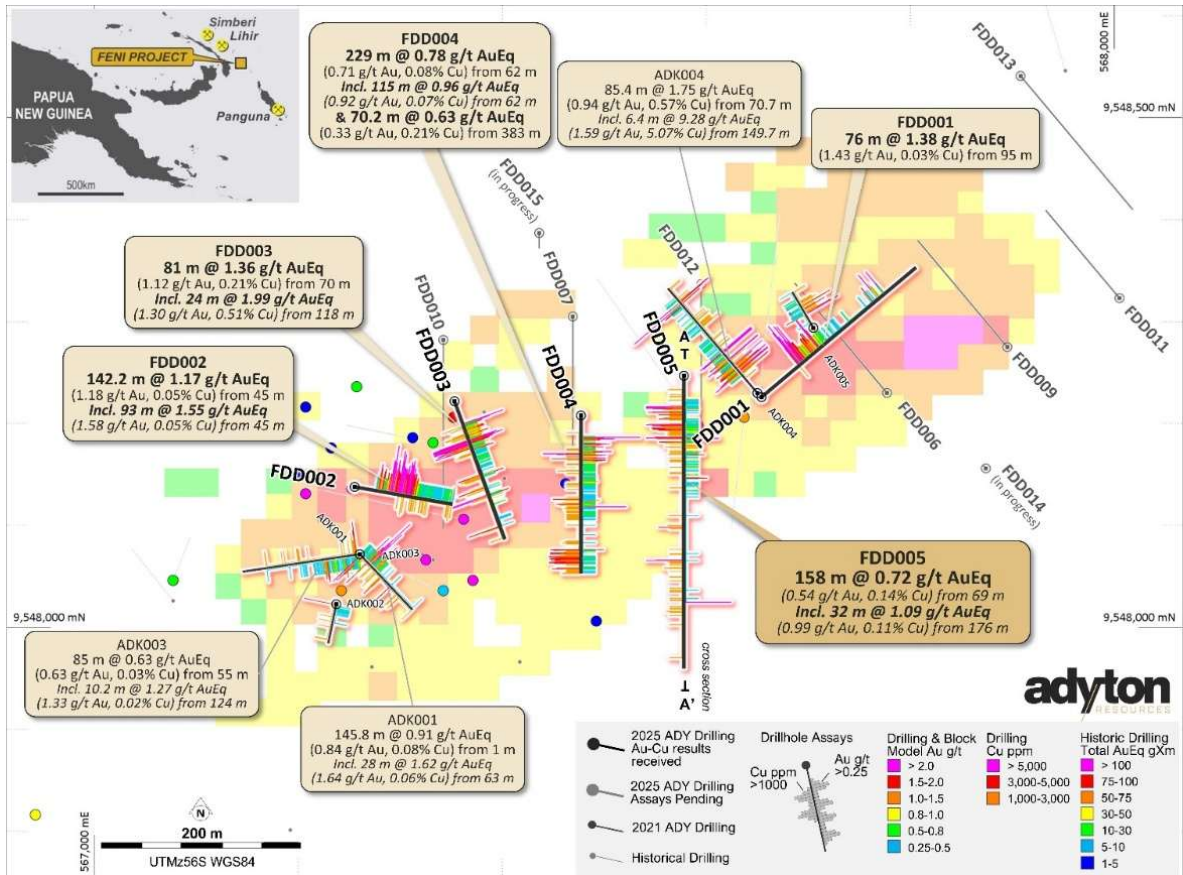 Simberi
Lihir
FENI PROJECT
PAPUA
NEW GUINEA
Panguna
500km
FDD004
229 m @ 0.78 g/t AuEq
(0.71 g/t Au, 0.08% Cu) from 62 m
Incl. 115 m @ 0.96 g/t AuEq
(0.92 g/t Au, 0.07% Cu) from 62 m
& 70.2 m @ 0.63 g/t AuEq
(0.33 g/t Au, 0.21% Cu) from 383 m
ADK004
85.4 m @ 1.75 g/t AuEq
(0.94 g/t Au, 0.57% Cu) from 70.7 m
Incl. 6.4 m @ 9.28 g/t AuEq
(1.59 g/t Au, 5.07% Cu) from 149.7 m
FDD001
76 m @ 1.38 g/t AuEq
(1.43 g/t Au, 0.03% Cu) from 95 m
FDD013
568,000 mE
9,548,500 mN
FDD015
(in progress)
FDD003
81 m @ 1.36 g/t AuEq
(1.12 g/t Au, 0.21% Cu) from 70 m
Incl. 24 m @ 1.99 g/t AuEq
(1.30 g/t Au, 0.51% Cu) from 118 m
FDD007
FDD012
FDD010
FDD002
142.2 m @ 1.17 g/t AuEq
(1.18 g/t Au, 0.05% Cu) from 45 m
Incl. 93 m @ 1.55 g/t AuEq
(1.58 g/t Au, 0.05% Cu) from 45 m
FDD003
FDD004
FDD005
A
T
FDD001
ADK005
ADK004
FDD006
FDD009
FDD011
FDD002
FDD014
(in progress)
ADK001
ADK003
ADK002
FDD005
158 m @ 0.72 g/t AuEq
(0.54 g/t Au, 0.14% Cu) from 69 m
Incl. 32 m @ 1.09 g/t AuEq
(0.99 g/t Au, 0.11% Cu) from 176 m
9,548,000 mN
9,548,000 mN
cross section
A'
ADK003
85 m @ 0.63 g/t AuEq
(0.63 g/t Au, 0.03% Cu) from 55 m
Incl. 10.2 m @ 1.27 g/t AuEq
(1.33 g/t Au, 0.02% Cu) from 124 m
ADK001
145.8 m @ 0.91 g/t AuEq
(0.84 g/t Au, 0.08% Cu) from 1 m
Incl. 28 m @ 1.62 g/t AuEq
(1.64 g/t Au, 0.06% Cu) from 63 m
adyton
RESOURCES
567,000 mE
N
200 m
UTMz56S WGS84
2025 ADY Drilling
Au-Cu results
received
2025 ADY Drilling
Assays Pending
2021 ADY Drilling
Historical Drilling
Drillhole Assays
Au g/t
>0.25
Cu ppm
>1000
Drilling & Block
Model Au g/t
> 2.0
1.5-2.0
1.0-1.5
0.8-1.0
0.5-0.8
0.25-0.5
Drilling
Cu ppm
> 5,000
3,000-5,000
1,000-3,000
Historic Drilling
Total AuEq gXm
> 100
75-100
50-75
30-50
10-30
5-10
1-5